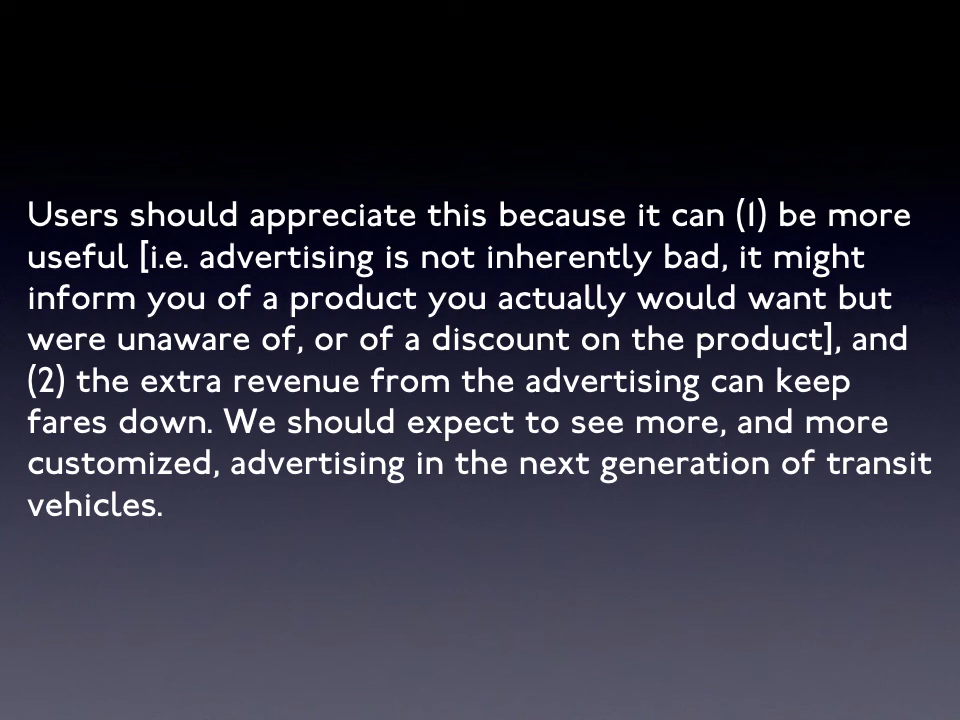 Users should appreciate this because it can (1) be more
useful [i.e. advertising is not inherently bad, it might
inform you of a product you actually would want but
were unaware of, or of a discount on the product], and
(2) the extra revenue from the advertising can keep
fares down. We should expect to see more, and more
customized, advertising in the next generation of transit
vehicles.